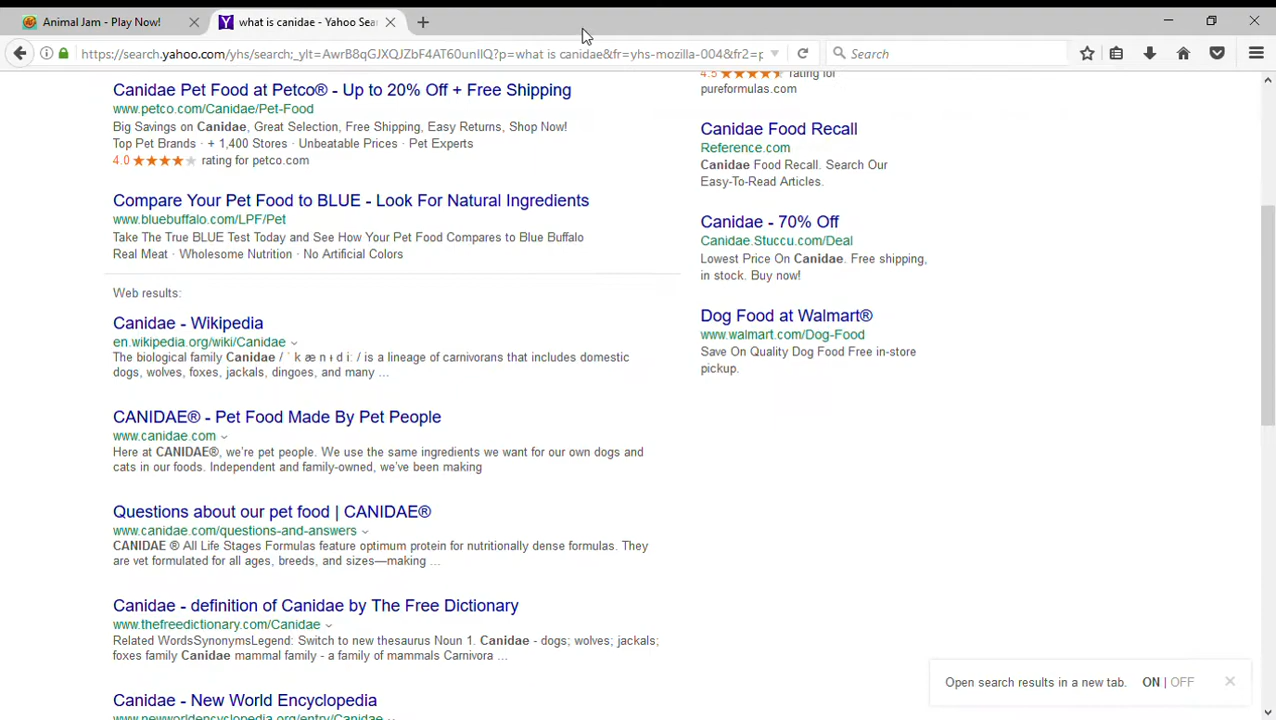 Animal Jam - Play Now!
what is canidae - Yahoo Sear
https://search.yahoo.com/yhs/search;_ylt=AwrB8qGJXQJZbF4AT60unIlQ?p=what is canidae&fr=yhs-mozilla-004&fr2=p
Search
Canidae Pet Food at Petco® - Up to 20% Off + Free Shipping
www.petco.com/Canidae/Pet-Food
Big Savings on Canidae, Great Selection, Free Shipping, Easy Returns, Shop Now!
Top Pet Brands · + 1,400 Stores · Unbeatable Prices · Pet Experts
4.0 ★★★★★ rating for petco.com
Compare Your Pet Food to BLUE - Look For Natural Ingredients
www.bluebuffalo.com/LPF/Pet
Take The True BLUE Test Today and See How Your Pet Food Compares to Blue Buffalo
Real Meat · Wholesome Nutrition · No Artificial Colors
Web results:
Canidae - Wikipedia
en.wikipedia.org/wiki/Canidae
The biological family Canidae / ˈ k æ n ɨ d iː / is a lineage of carnivorans that includes domestic
dogs, wolves, foxes, jackals, dingoes, and many ...
CANIDAE® - Pet Food Made By Pet People
www.canidae.com
Here at CANIDAE®, we're pet people. We use the same ingredients we want for our own dogs and
cats in our foods. Independent and family-owned, we've been making
Questions about our pet food | CANIDAE®
www.canidae.com/questions-and-answers
CANIDAE ® All Life Stages Formulas feature optimum protein for nutritionally dense formulas. They
are vet formulated for all ages, breeds, and sizes—making ...
Canidae - definition of Canidae by The Free Dictionary
www.thefreedictionary.com/Canidae
Related WordsSynonymsLegend: Switch to new thesaurus Noun 1. Canidae - dogs; wolves; jackals;
foxes family Canidae mammal family - a family of mammals Carnivora ...
Canidae - New World Encyclopedia
www.newworldencyclopedia.org/entry/Canidae
4.5 ★★★★★ rating for
pureformulas.com
Canidae Food Recall
Reference.com
Canidae Food Recall. Search Our
Easy-To-Read Articles.
Canidae - 70% Off
Canidae.Stuccu.com/Deal
Lowest Price On Canidae. Free shipping,
in stock. Buy now!
Dog Food at Walmart®
www.walmart.com/Dog-Food
Save On Quality Dog Food Free in-store
pickup.
Open search results in a new tab. ON | OFF